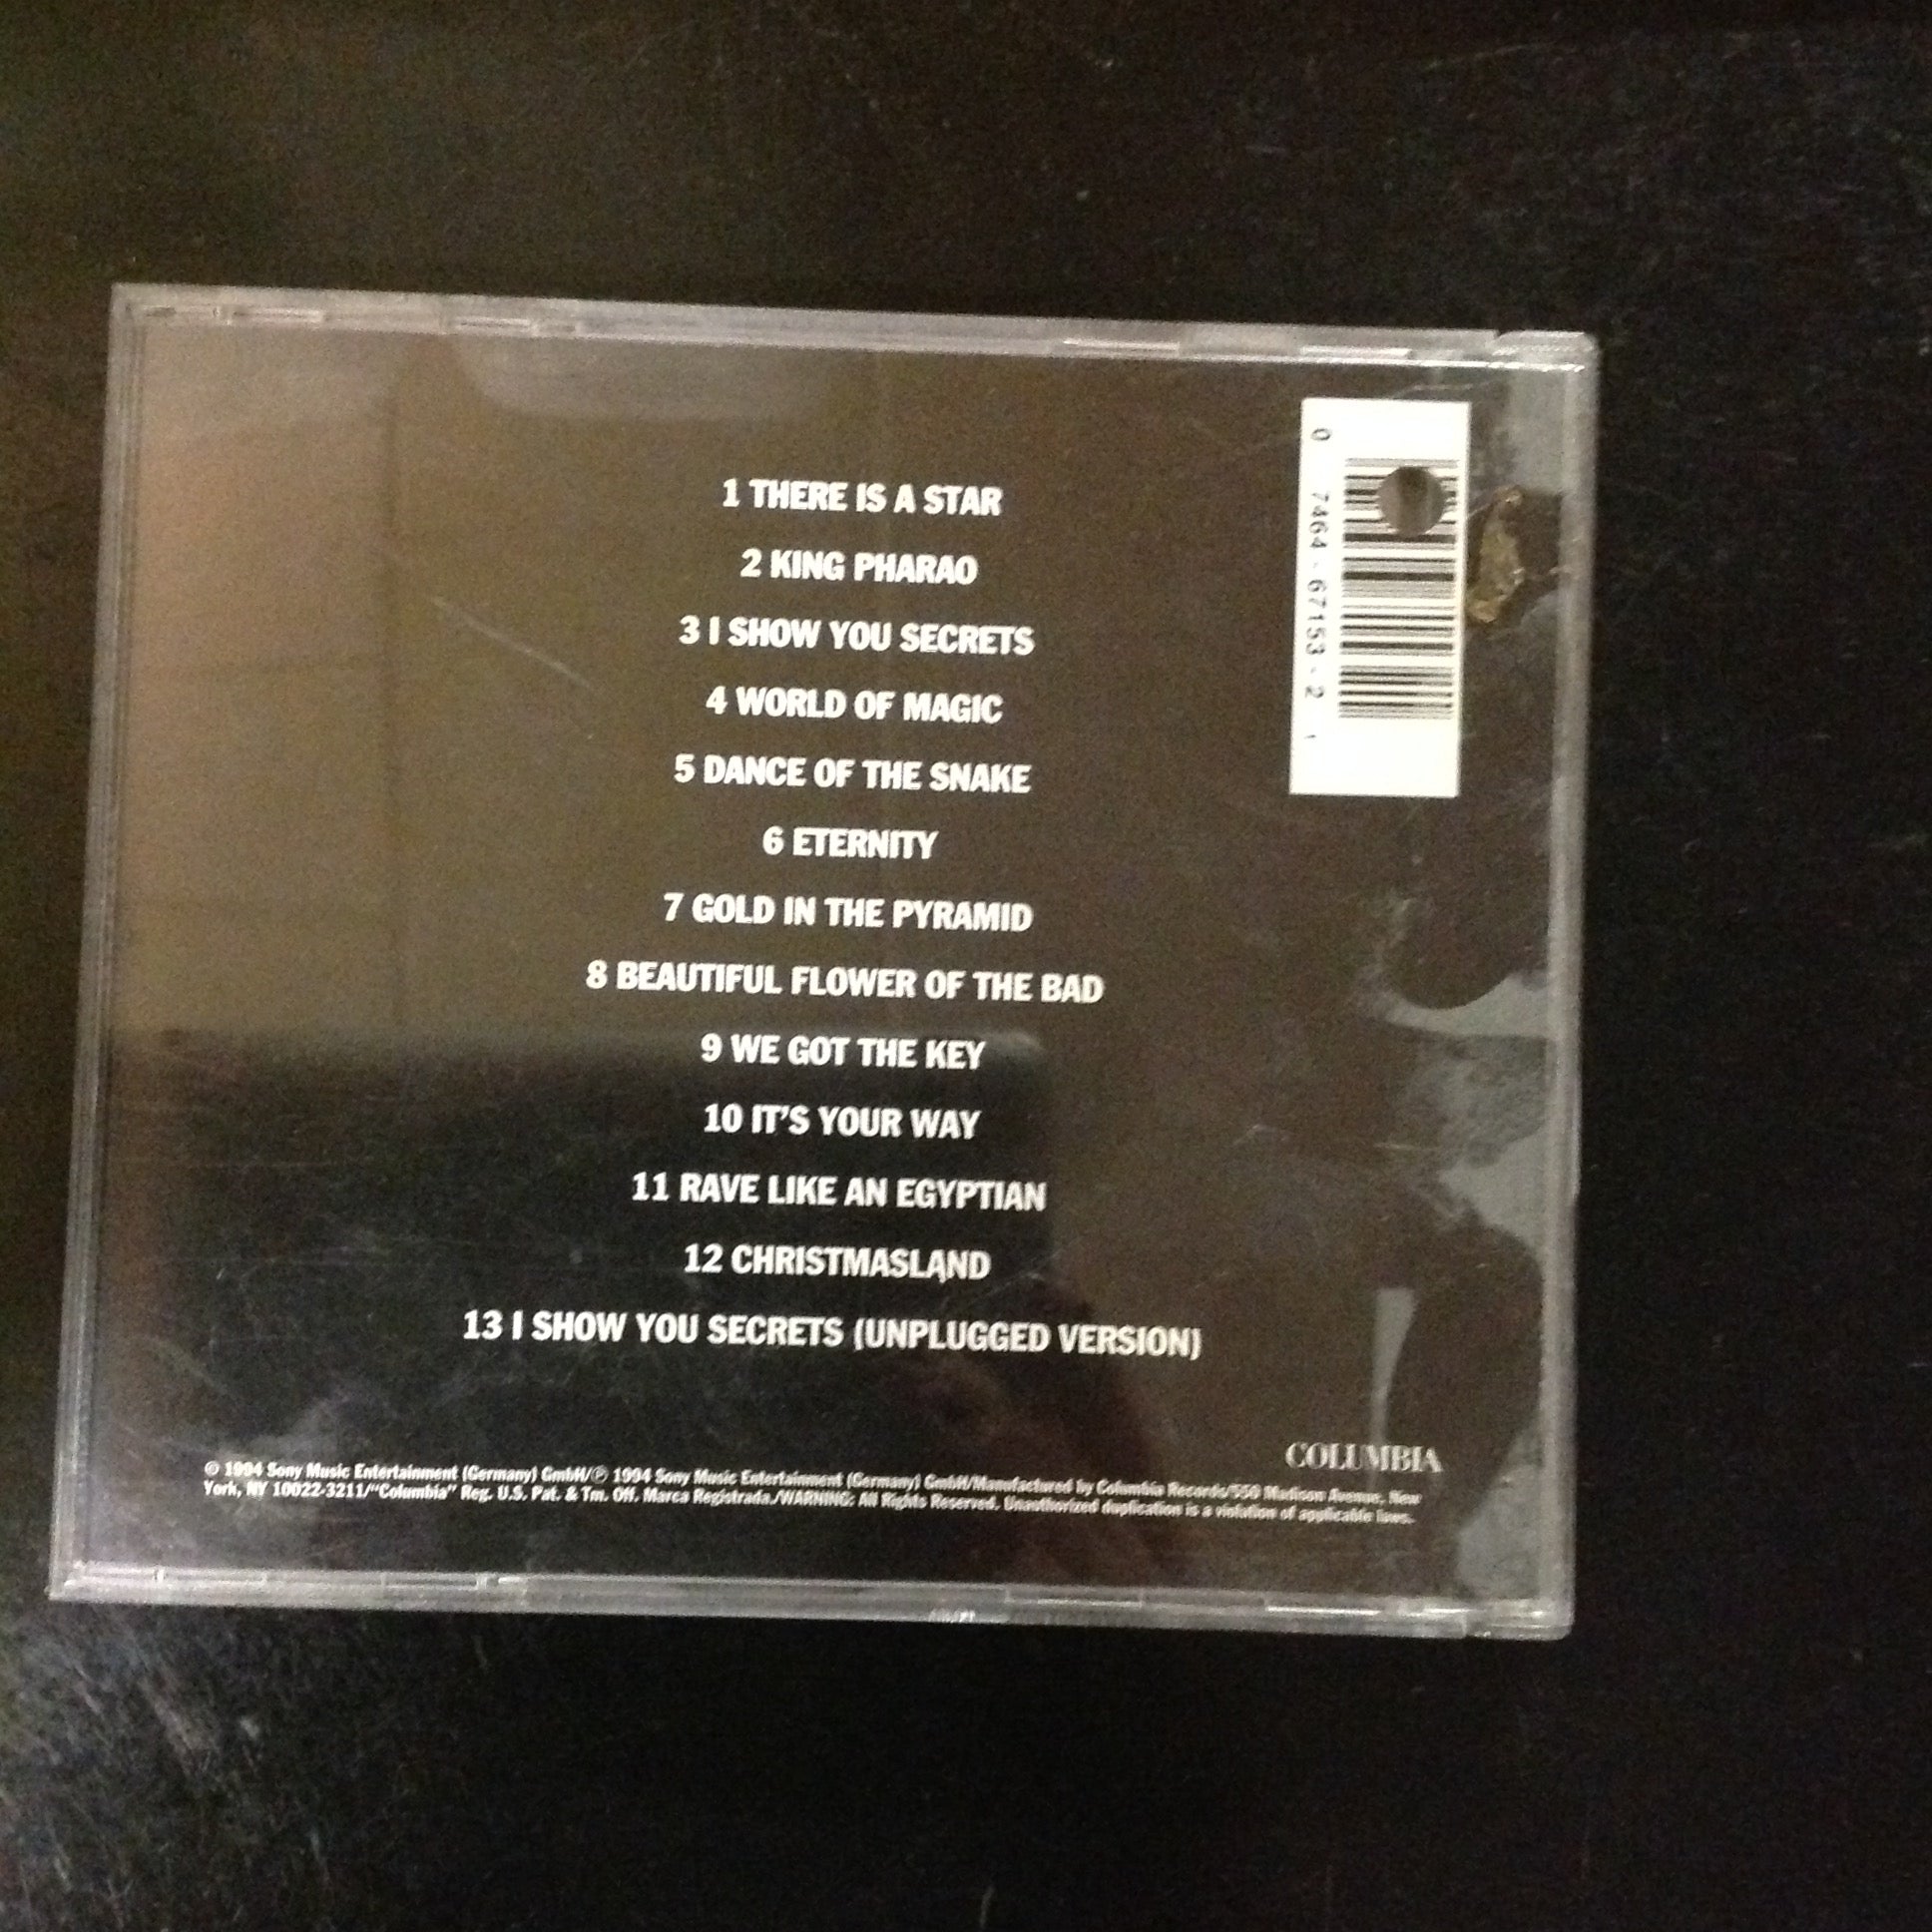 0 7464-67153-2 1
1 THERE IS A STAR
2 KING PHARAO
3 I SHOW YOU SECRETS
4 WORLD OF MAGIC
5 DANCE OF THE SNAKE
6 ETERNITY
7 GOLD IN THE PYRAMID
8 BEAUTIFUL FLOWER OF THE BAD
9 WE GOT THE KEY
10 IT'S YOUR WAY
11 RAVE LIKE AN EGYPTIAN
12 CHRISTMASLAND
13 I SHOW YOU SECRETS (UNPLUGGED VERSION)
COLUMBIA
© 1994 Sony Music Entertainment (Germany) GmbH/℗ 1994 Sony Music Entertainment (Germany) GmbH/Manufactured by Columbia Records/550 Madison Avenue, New
York, NY 10022-3211/"Columbia" Reg. U.S. Pat. & Tm. Off. Marca Registrada./WARNING: All Rights Reserved. Unauthorized duplication is a violation of applicable laws.